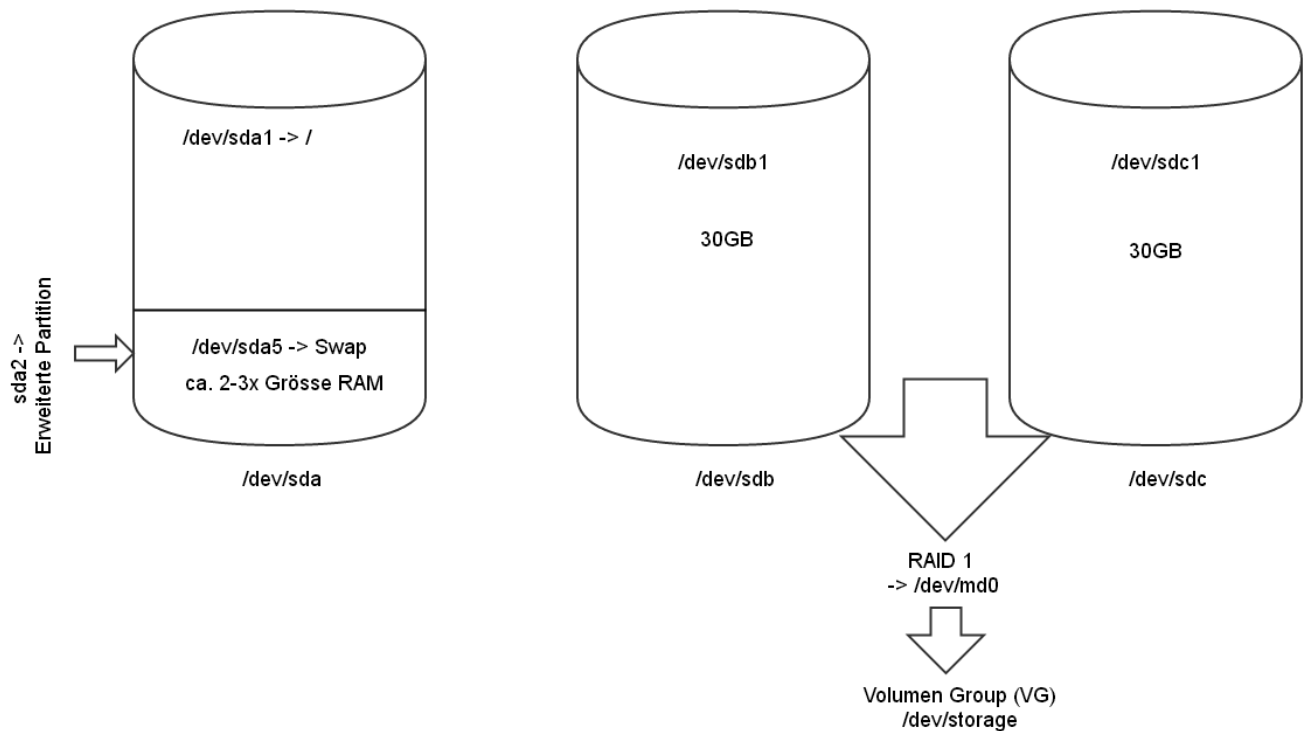 /dev/sda1 -> /
sda2 ->
Erweiterte Partition
/dev/sda5 -> Swap
ca. 2-3x Grösse RAM
/dev/sda
/dev/sdb1
30GB
/dev/sdb
/dev/sdc1
30GB
/dev/sdc
RAID 1
-> /dev/md0
Volumen Group (VG)
/dev/storage